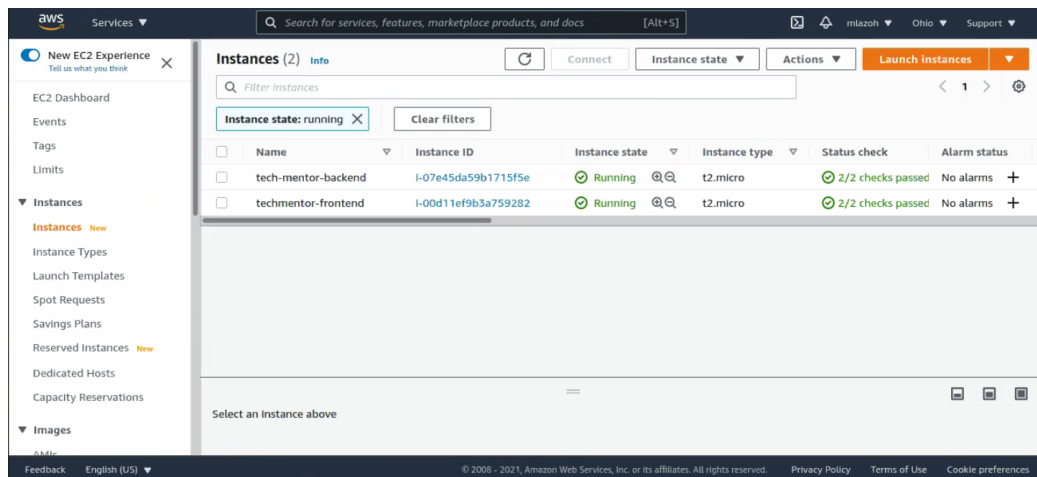 aws Services ▼ Search for services, features, marketplace products, and docs [Alt+S] mlazoh ▼ Ohio ▼ Support ▼
New EC2 Experience
Tell us what you think
EC2 Dashboard
Events
Tags
Limits
▼ Instances
Instances New
Instance Types
Launch Templates
Spot Requests
Savings Plans
Reserved Instances New
Dedicated Hosts
Capacity Reservations
▼ Images
AMIs
Instances (2) Info Connect Instance state ▼ Actions ▼ Launch instances ▼
Filter instances < 1 >
Instance state: running X Clear filters
Name Instance ID Instance state Instance type Status check Alarm status
tech-mentor-backend i-07e45da59b1715f5e Running t2.micro 2/2 checks passed No alarms +
techmentor-frontend i-00d11ef9b3a759282 Running t2.micro 2/2 checks passed No alarms +
Select an instance above
Feedback English (US) ▼ © 2008 - 2021, Amazon Web Services, Inc. or its affiliates. All rights reserved. Privacy Policy Terms of Use Cookie preferences